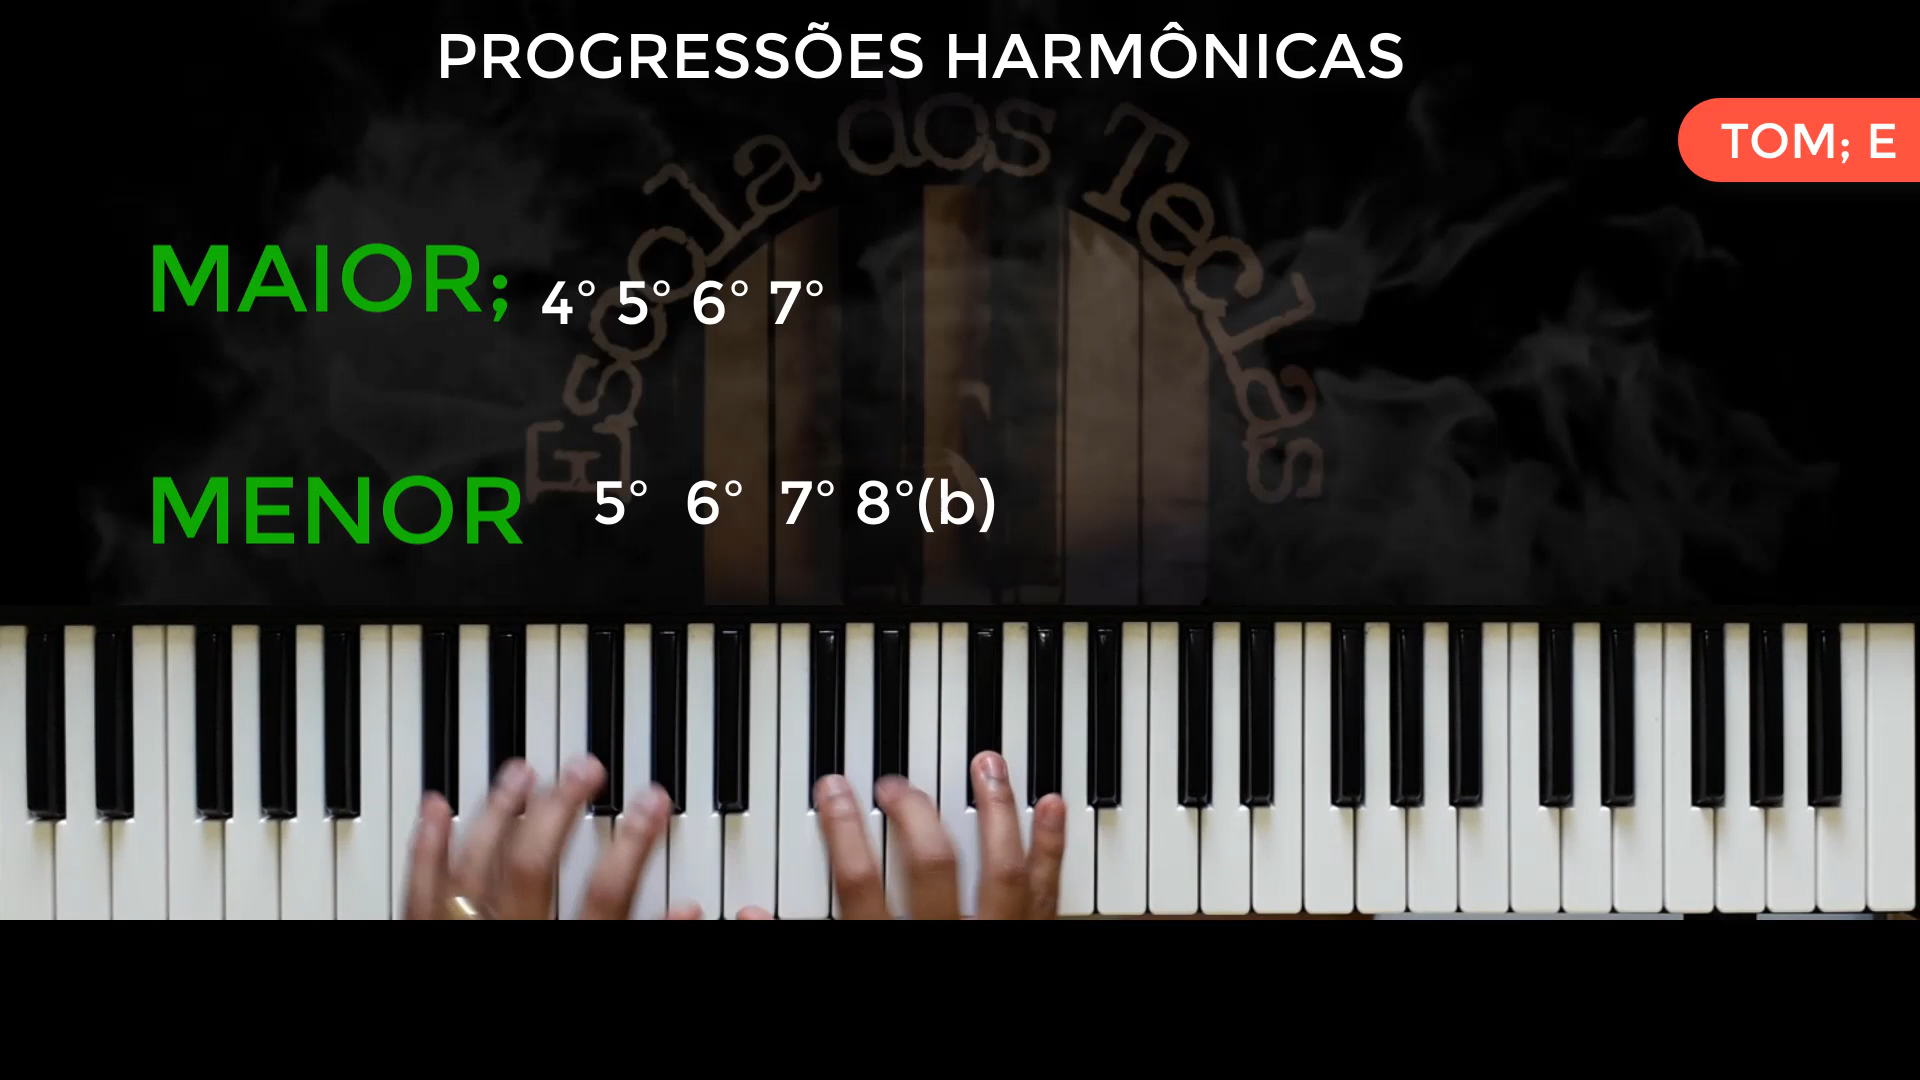 PROGRESSÕES HARMÔNICAS
Escola dos Teclas
TOM; E
MAIOR; 4° 5° 6° 7°
MENOR 5° 6° 7° 8°(b)